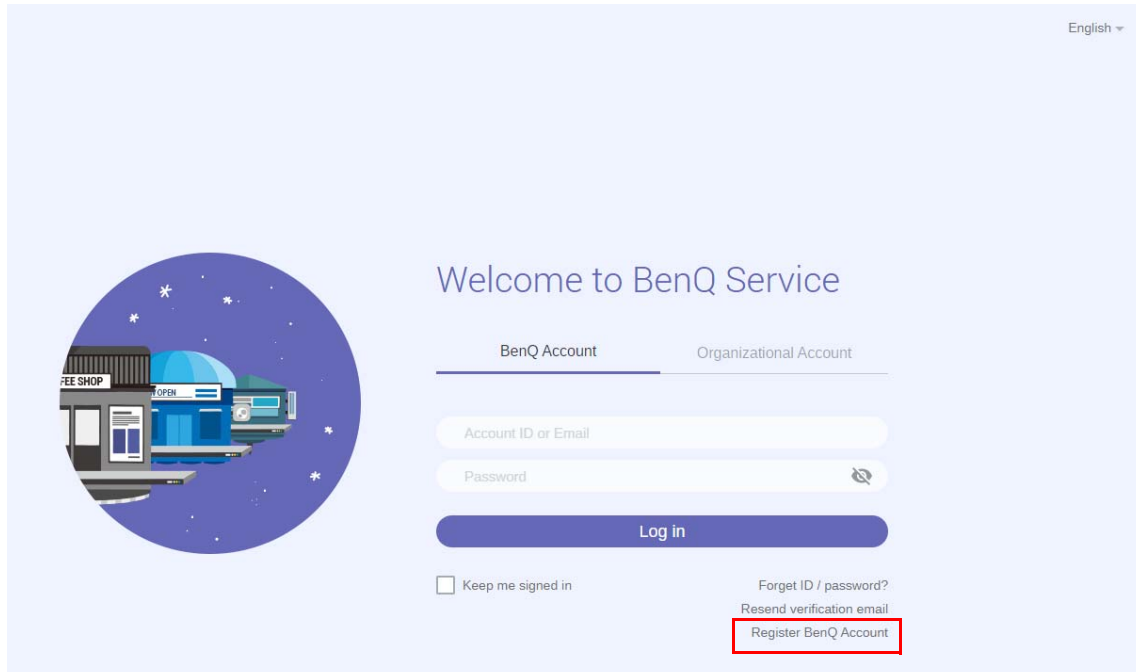 English
Welcome to BenQ Service
BenQ Account
Organizational Account
FEE SHOP
OPEN
Account ID or Email
Password
Log in
Keep me signed in
Forget ID / password?
Resend verification email
Register BenQ Account